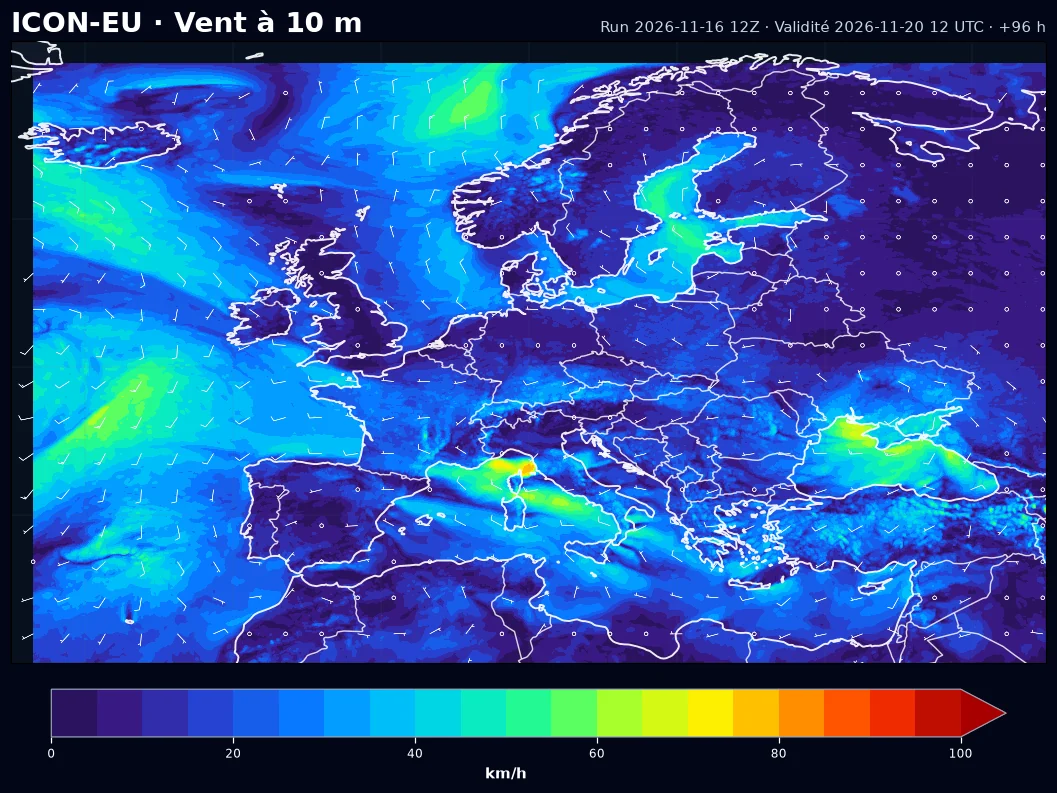 ICON-EU · Vent à 10 m
Run 2026-11-16 12Z · Validité 2026-11-20 12 UTC · +96 h
0 20 40 60 80 100
km/h